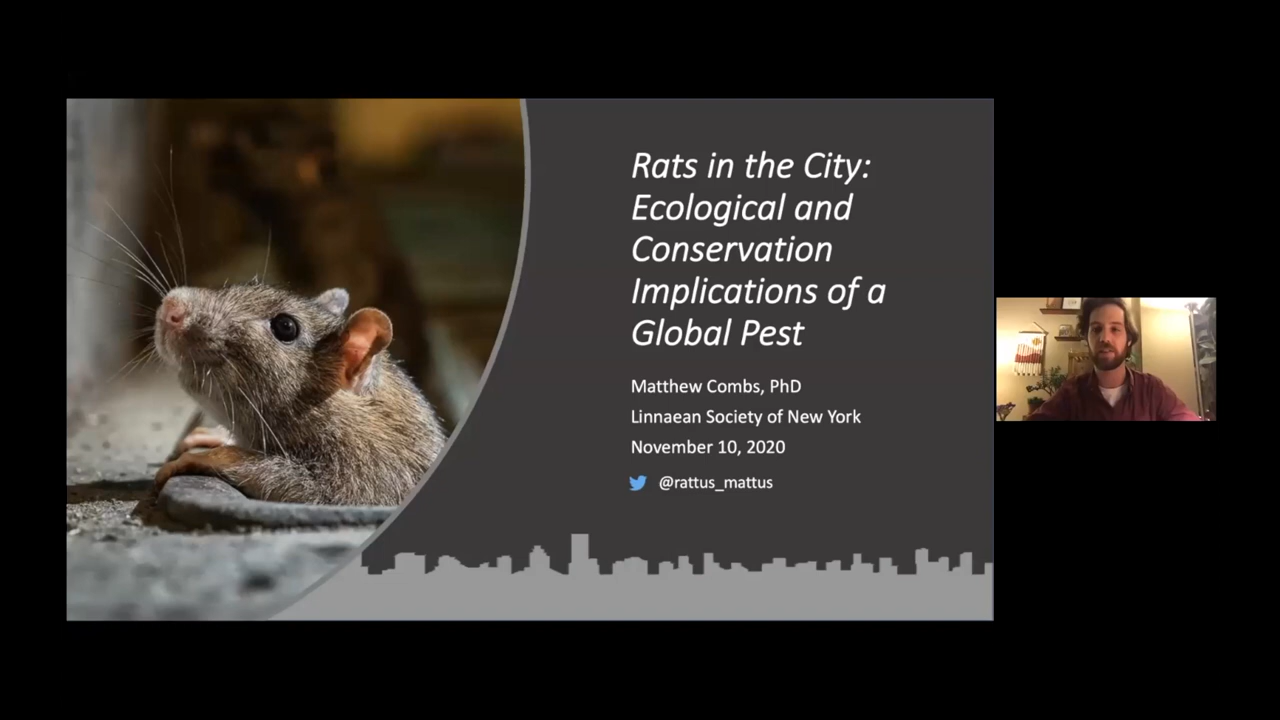 Rats in the City:
Ecological and
Conservation
Implications of a
Global Pest
Matthew Combs, PhD
Linnaean Society of New York
November 10, 2020
@rattus_mattus